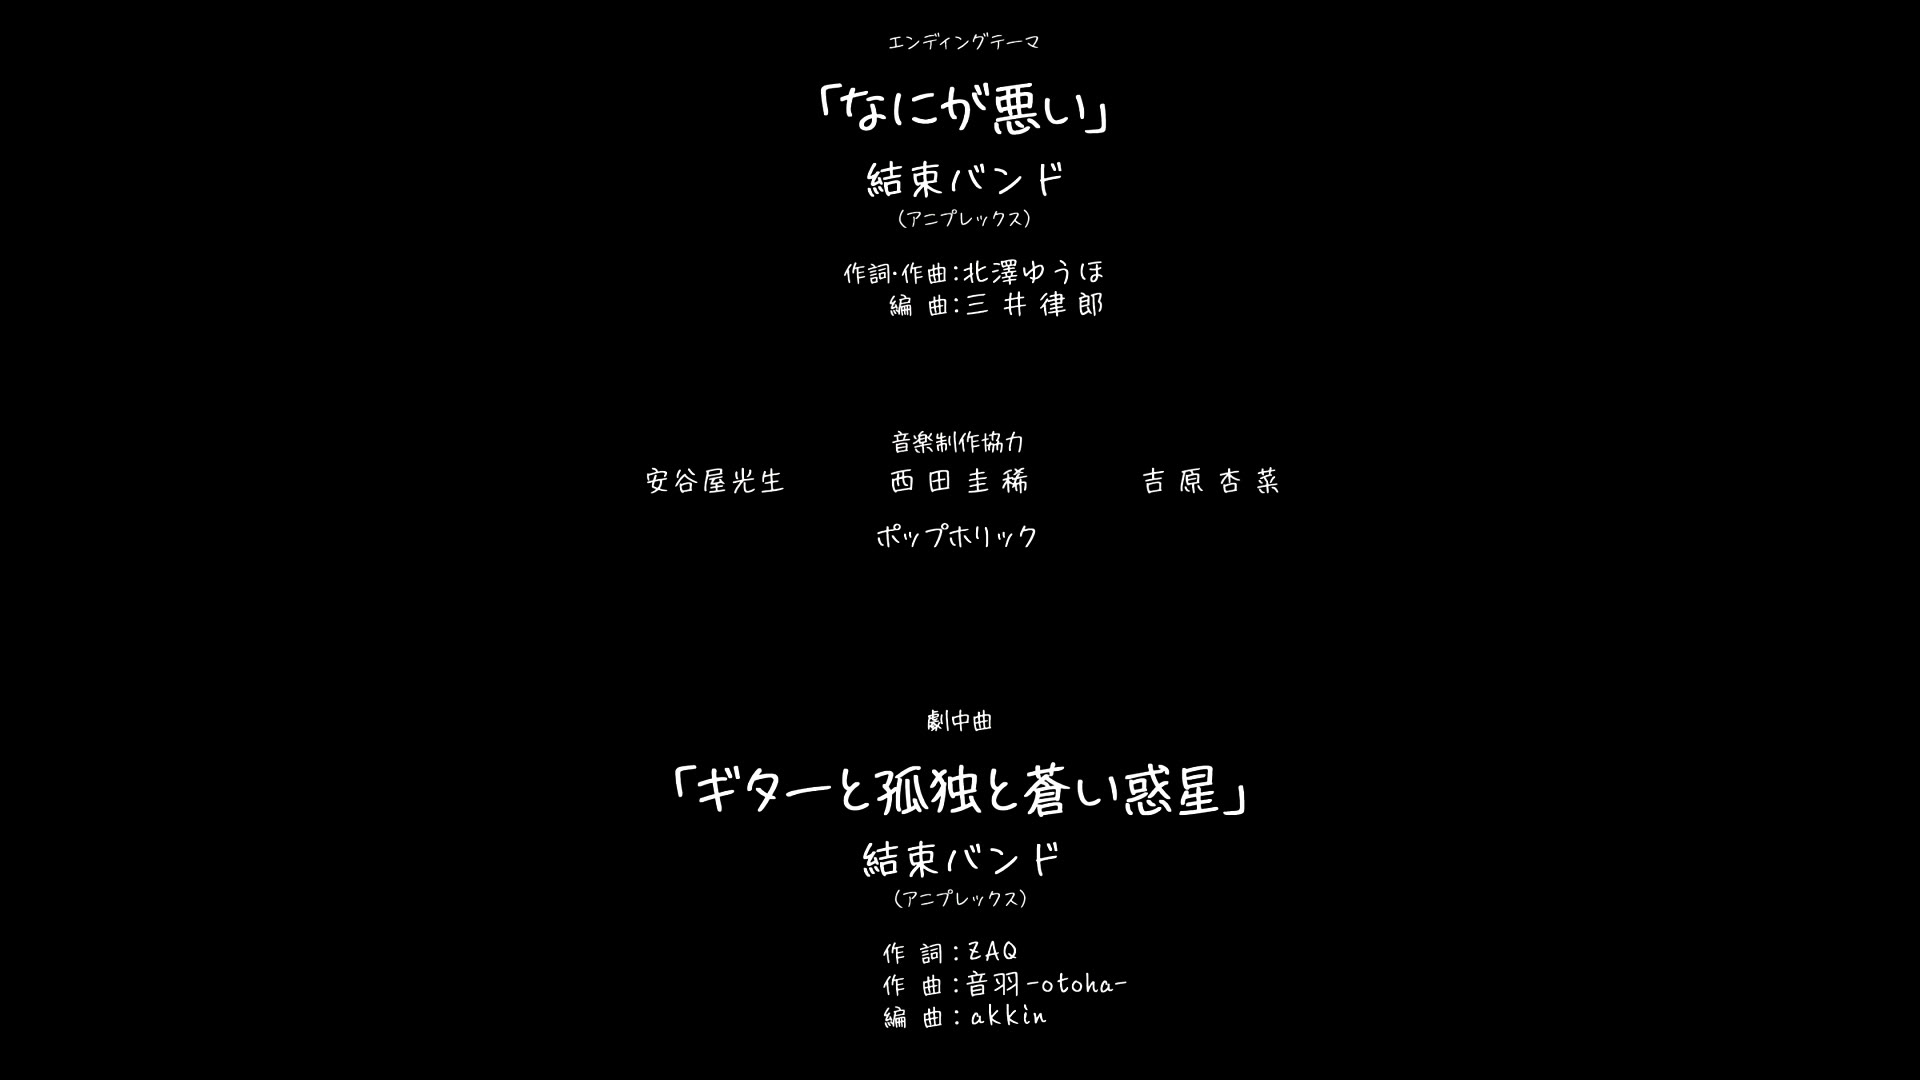 エンディングテーマ
「なにが悪い」
結束バンド
（アニプレックス）
作詞・作曲：北澤ゆうほ
編 曲：三 井 律 郎
音楽制作協力
安谷屋光生 西 田 圭 稀 吉 原 杏 菜
ポップホリック
劇中曲
「ギターと孤独と蒼い惑星」
結束バンド
（アニプレックス）
作 詞：ZAQ
作 曲：音羽-otoha-
編 曲：akkin